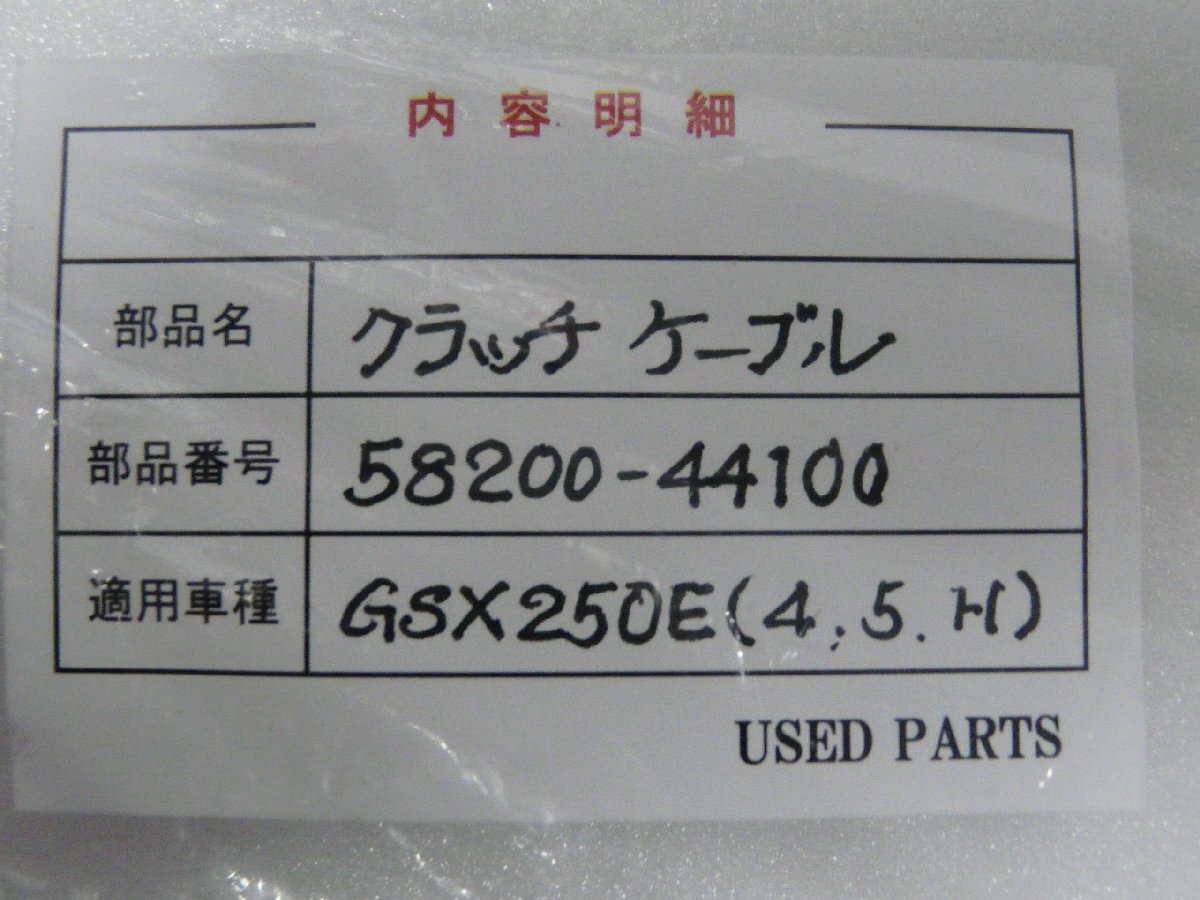 内容明細
部品名 クラッチ ケーブル
部品番号 58200-44100
適用車種 GSX250E(4.5.H)
USED PARTS